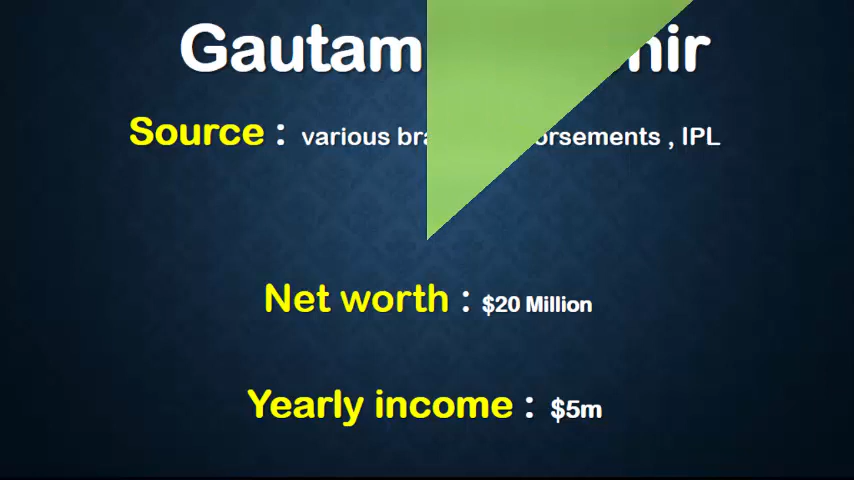 Gautam
Source : various , IPL
Net worth : $20 Million
Yearly income : $5m